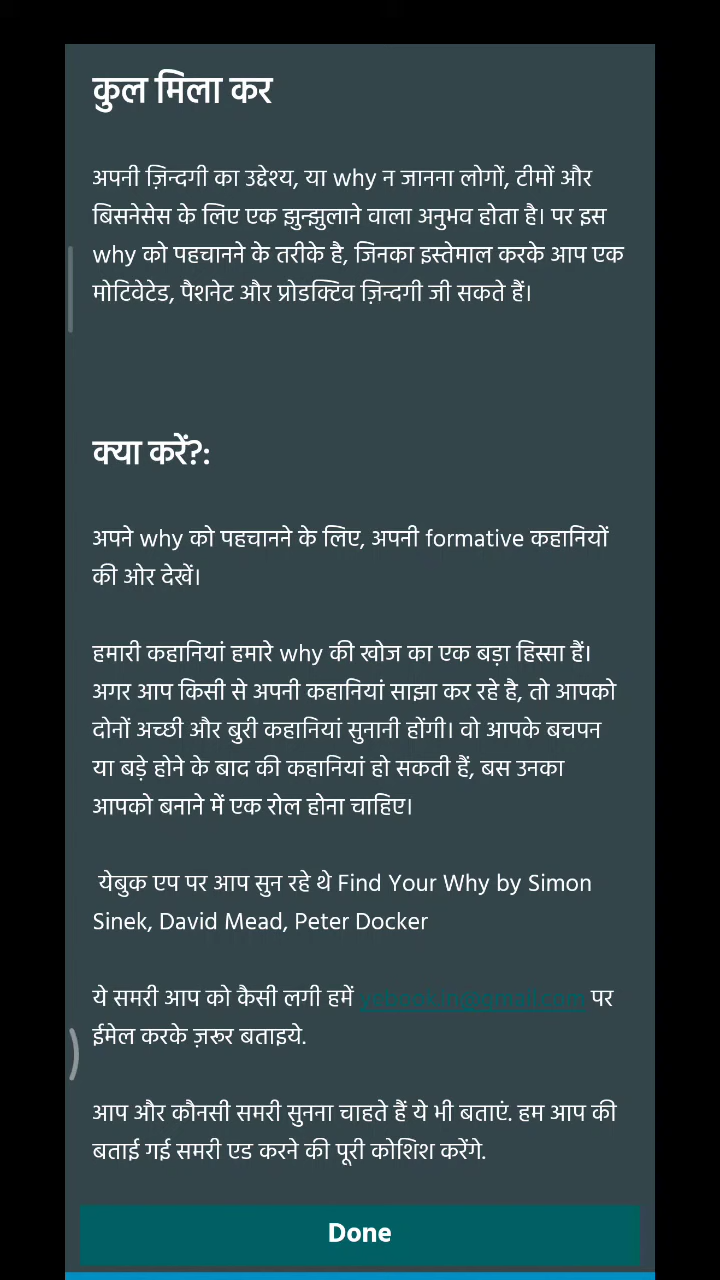 कुल मिला कर
अपनी ज़िन्दगी का उद्देश्य, या why न जानना लोगों, टीमों और
बिसनेसेस के लिए एक झुन्झुलाने वाला अनुभव होता है। पर इस
why को पहचानने के तरीके है, जिनका इस्तेमाल करके आप एक
मोटिवेटेड, पैशनेट और प्रोडक्टिव ज़िन्दगी जी सकते हैं।
क्या करें?:
अपने why को पहचानने के लिए, अपनी formative कहानियों
की ओर देखें।
हमारी कहानियां हमारे why की खोज का एक बड़ा हिस्सा हैं।
अगर आप किसी से अपनी कहानियां साझा कर रहे है, तो आपको
दोनों अच्छी और बुरी कहानियां सुनानी होंगी। वो आपके बचपन
या बड़े होने के बाद की कहानियां हो सकती हैं, बस उनका
आपको बनाने में एक रोल होना चाहिए।
येबुक एप पर आप सुन रहे थे Find Your Why by Simon
Sinek, David Mead, Peter Docker
ये समरी आप को कैसी लगी हमें yebook.in@gmail.com पर
ईमेल करके ज़रूर बताइये.
आप और कौनसी समरी सुनना चाहते हैं ये भी बताएं. हम आप की
बताई गई समरी एड करने की पूरी कोशिश करेंगे.
Done